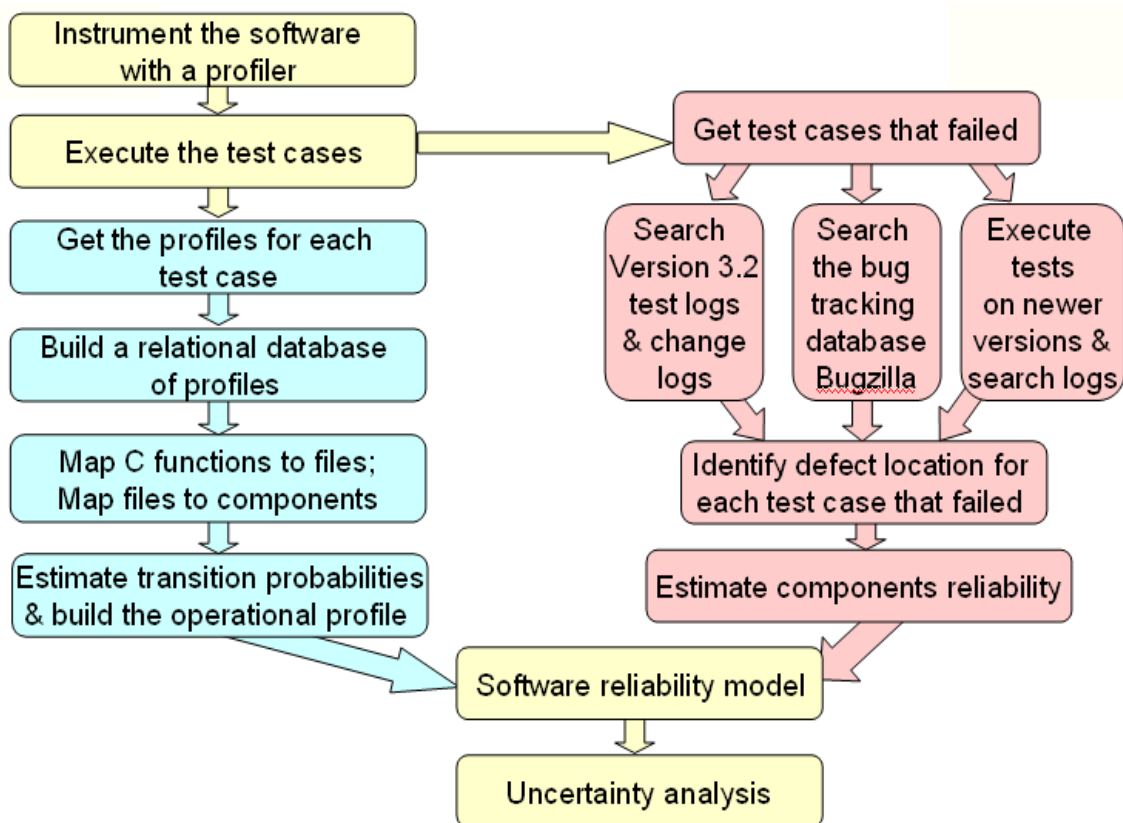 Instrument the software
with a profiler
Execute the test cases
Get the profiles for each
test case
Build a relational database
of profiles
Map C functions to files;
Map files to components
Estimate transition probabilities
& build the operational profile
Get test cases that failed
Search
Version 3.2
test logs
& change
logs
Search
the bug
tracking
database
Bugzilla
Execute
tests
on newer
versions &
search logs
Identify defect location for
each test case that failed
Estimate components reliability
Software reliability model
Uncertainty analysis